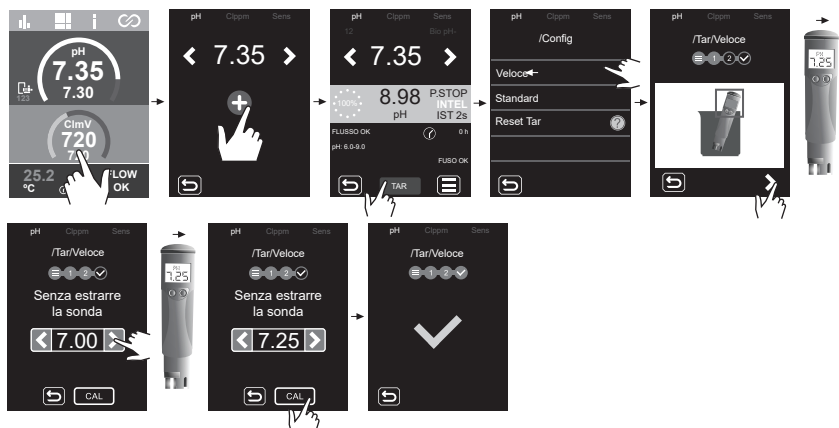 pH
7.35
7.30
123
ClmV
720
25.2
ºC
FLOW
OK
pH Clppm Sens
7.35
pH Clppm Sens
12 Bio pH-
7.35
100%
8.98
pH
P.STOP
INTEL
IST 2s
FLUSSO OK
0 h
pH: 6.0-9.0
FUSO OK
TAR
pH Clppm Sens
/Config
Veloce
Standard
Reset Tar ?
pH Clppm Sens
/Tar/Veloce
1 2
PH
7.25
pH Clppm Sens
/Tar/Veloce
1 2
Senza estrarre
la sonda
7.00
CAL
PH
7.25
pH Clppm Sens
/Tar/Veloce
1 2
Senza estrarre
la sonda
7.25
CAL
pH Clppm Sens
/Tar/Veloce
1 2